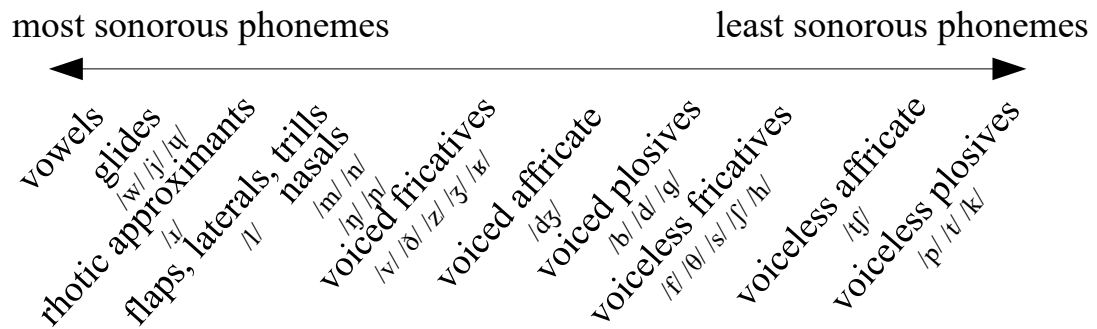 most sonorous phonemes
least sonorous phonemes
vowels
glides
/w/ /j/ /ɥ/
rhotic approximants
/ɹ/
flaps, laterals, trills
/l/
nasals
/m/ /n/
/ŋ/ /ɲ/
voiced fricatives
/v/ /ð/ /z/ /ʒ/ /ʁ/
voiced affricate
/dʒ/
voiced plosives
/b/ /d/ /g/
voiceless fricatives
/f/ /θ/ /s/ /ʃ/ /h/
voiceless affricate
/tʃ/
voiceless plosives
/p/ /t/ /k/